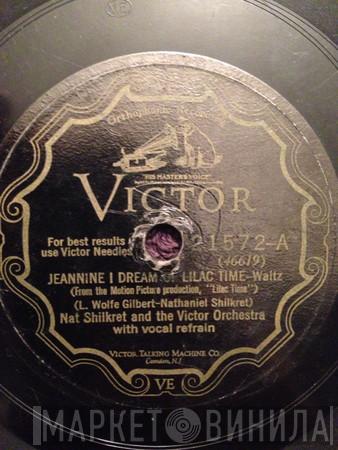 VE
Orthophonic Recording
"HIS MASTER'S VOICE"
VICTOR
For best results
use Victor Needles
21572-A
(46619)
JEANNINE I DREAM OF LILAC TIME-Waltz
(From the Motion Picture production, "Lilac Time")
(L. Wolfe Gilbert-Nathaniel Shilkret)
Nat Shilkret and the Victor Orchestra
with vocal refrain
VICTOR TALKING MACHINE CO.
Camden, N.J.
VE
МАРКЕТ ВИНИЛА